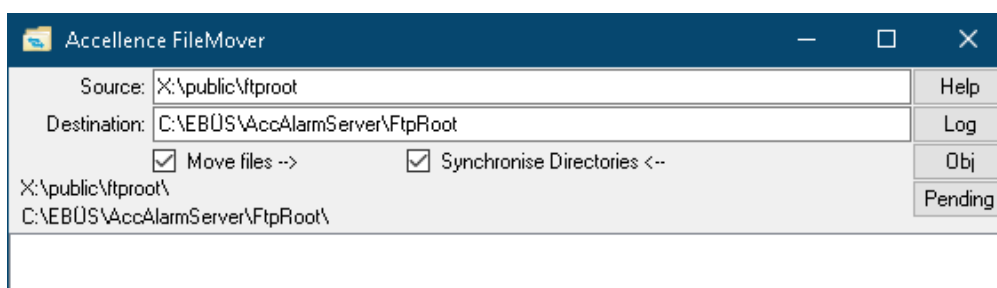 Accellence FileMover
Source: X:\public\ftproot Help
Destination: C:\EBÜS\AccAlarmServer\FtpRoot Log
Move files --> Synchronise Directories <-- Obj
X:\public\ftproot\ Pending
C:\EBÜS\AccAlarmServer\FtpRoot\